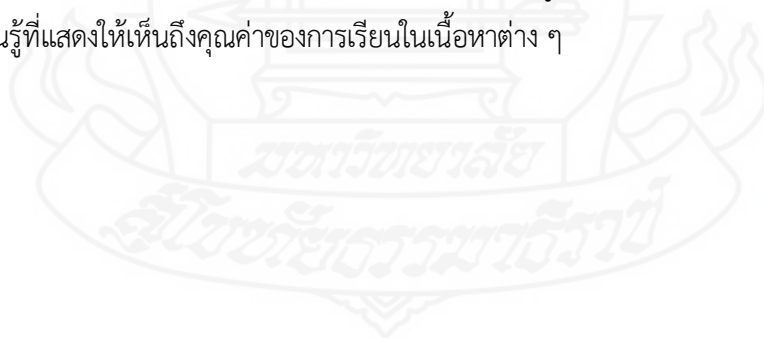 นรู้ที่แสดงให้เห็นถึงคุณค่าของการเรียนในเนื้อหาต่าง ๆ
มหาวิทยาลัย
สุโขทัยธรรมาธิราช